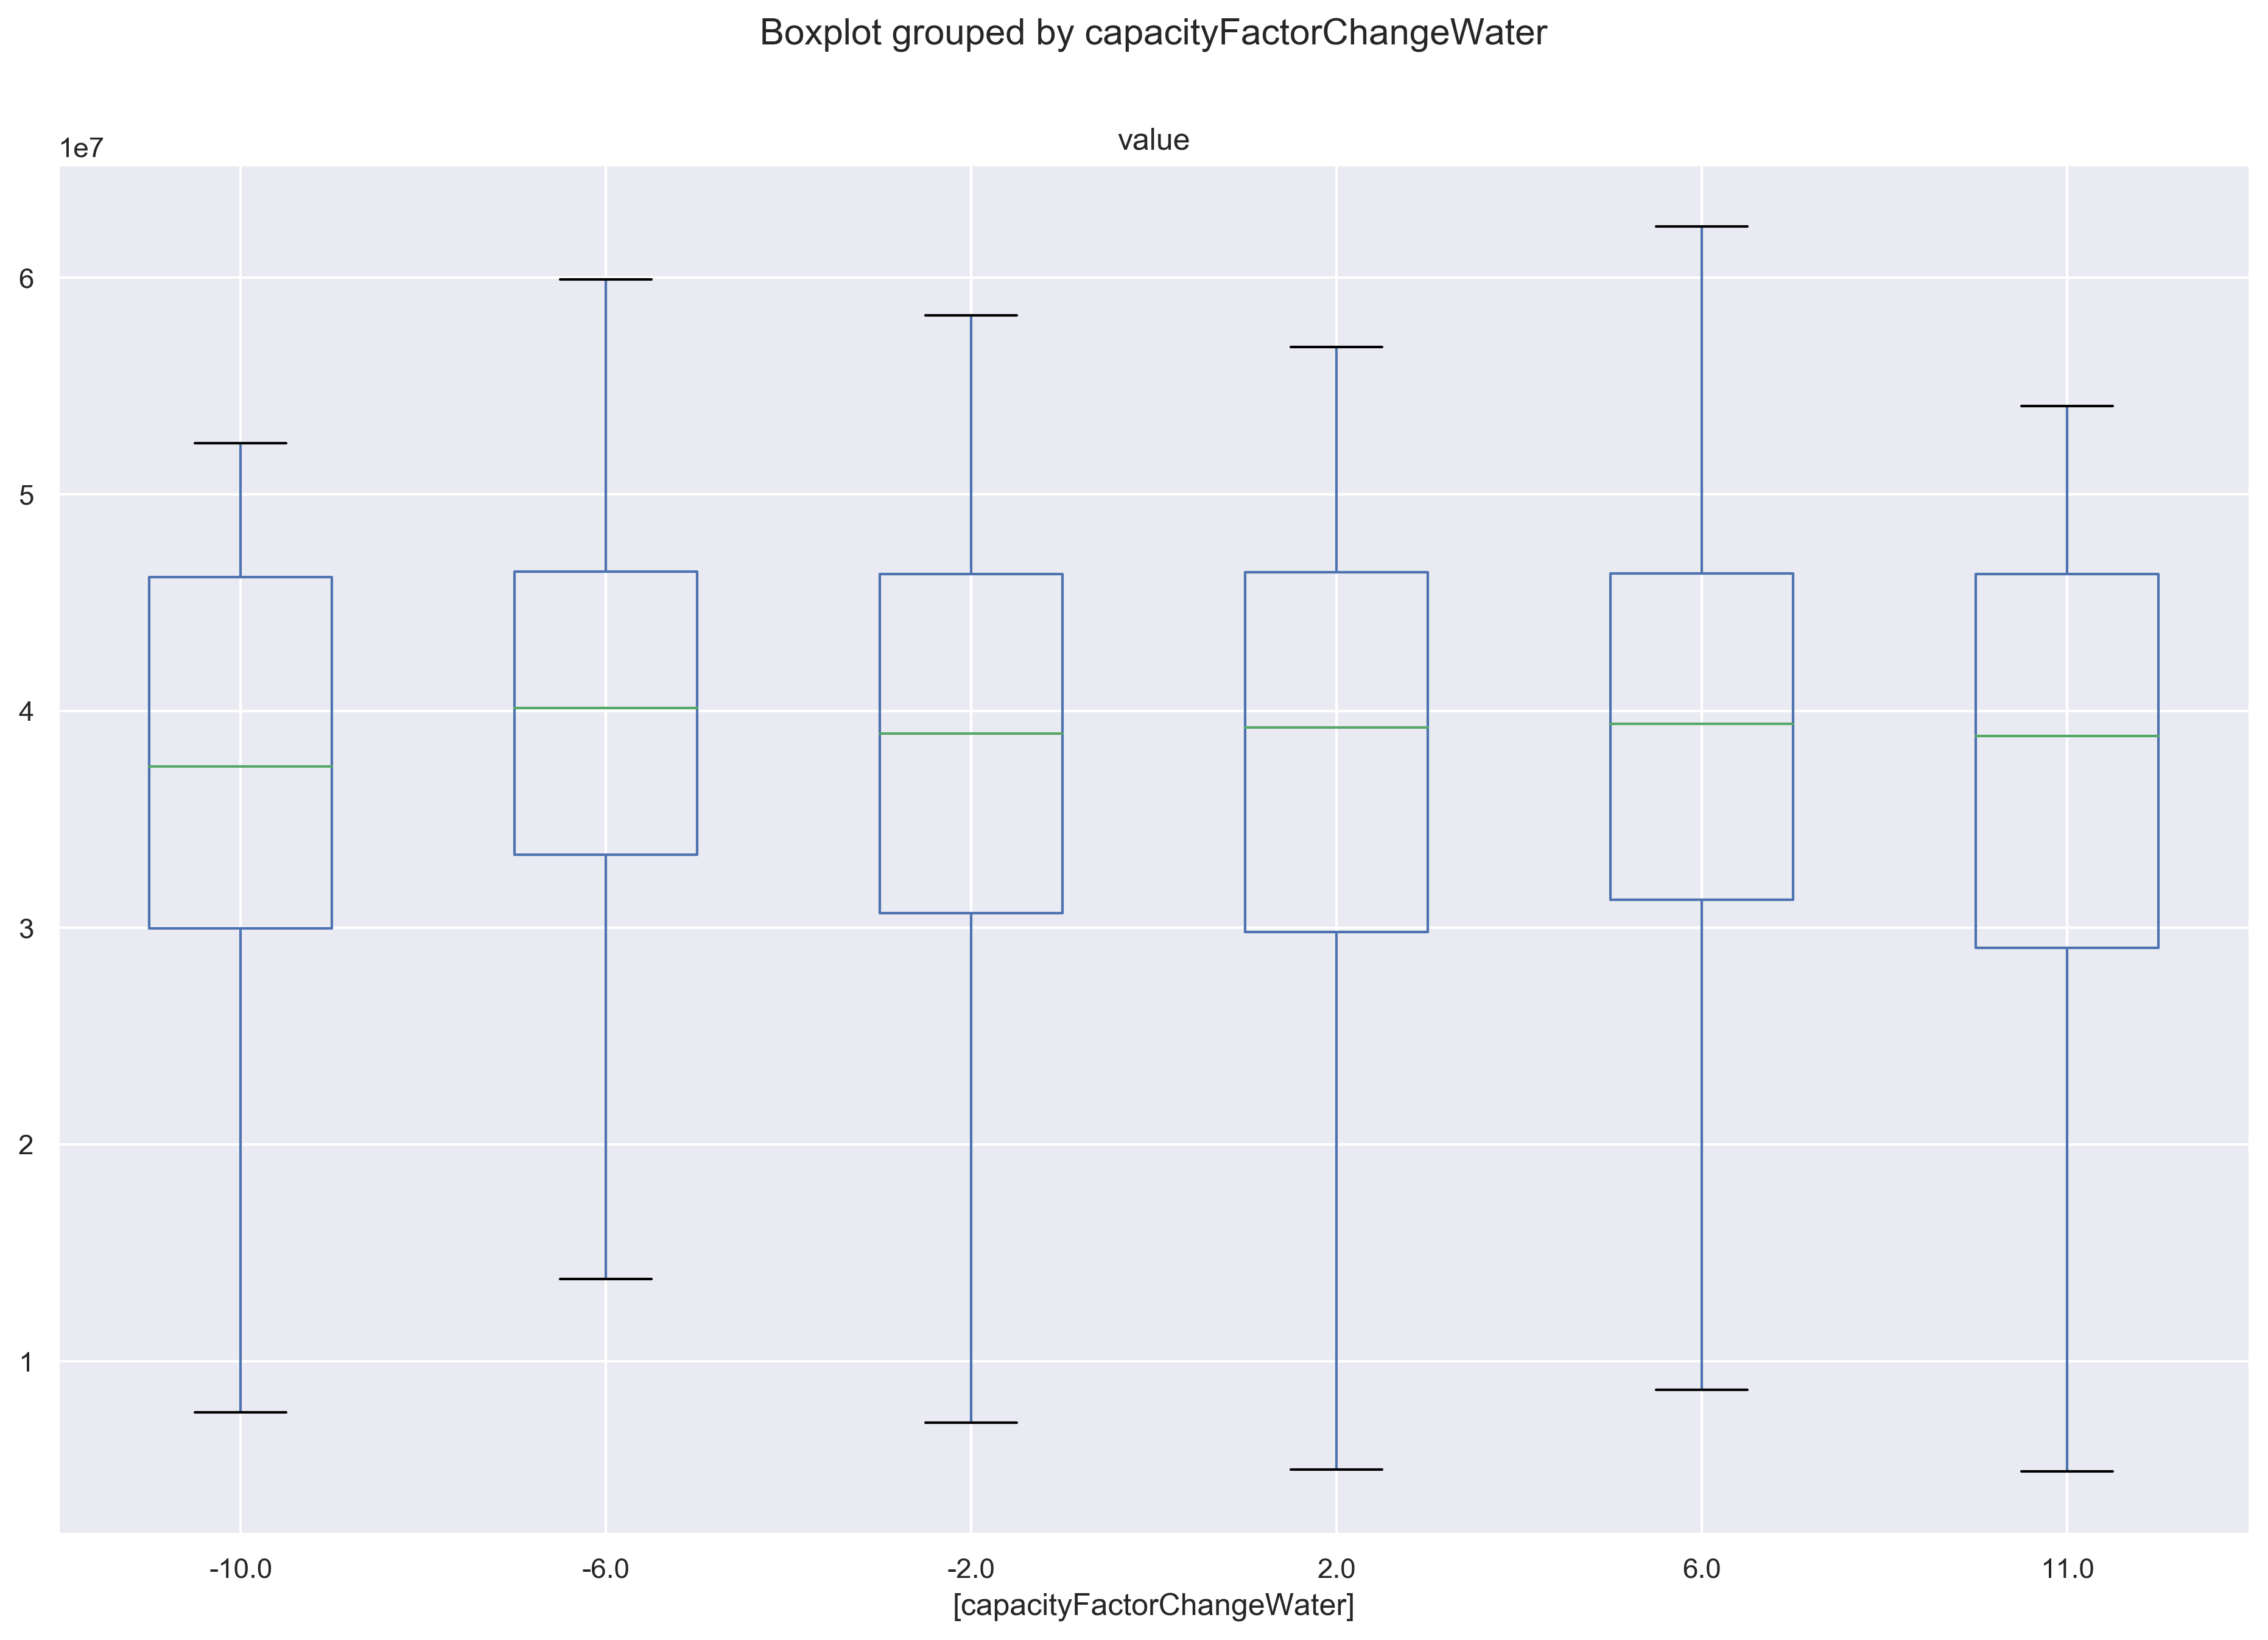 Boxplot grouped by capacityFactorChangeWater
value
1e7
6
5
4
3
2
1
-10.0 -6.0 -2.0 2.0 6.0 11.0
[capacityFactorChangeWater]